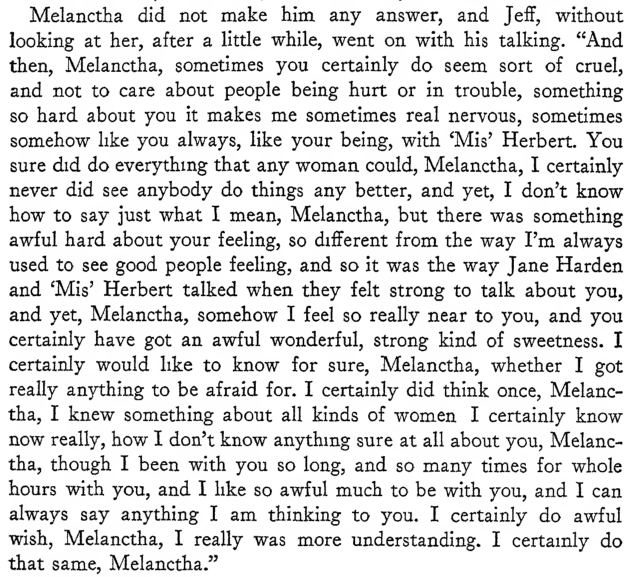 Melanctha did not make him any answer, and Jeff, without
looking at her, after a little while, went on with his talking. “And
then, Melanctha, sometimes you certainly do seem sort of cruel,
and not to care about people being hurt or in trouble, something
so hard about you it makes me sometimes real nervous, sometimes
somehow like you always, like your being, with ‘Mis’ Herbert. You
sure did do everything that any woman could, Melanctha, I certainly
never did see anybody do things any better, and yet, I don’t know
how to say just what I mean, Melanctha, but there was something
awful hard about your feeling, so different from the way I’m always
used to see good people feeling, and so it was the way Jane Harden
and ‘Mis’ Herbert talked when they felt strong to talk about you,
and yet, Melanctha, somehow I feel so really near to you, and you
certainly have got an awful wonderful, strong kind of sweetness. I
certainly would like to know for sure, Melanctha, whether I got
really anything to be afraid for. I certainly did think once, Melanc-
tha, I knew something about all kinds of women I certainly know
now really, how I don’t know anything sure at all about you, Melanc-
tha, though I been with you so long, and so many times for whole
hours with you, and I like so awful much to be with you, and I can
always say anything I am thinking to you. I certainly do awful
wish, Melanctha, I really was more understanding. I certainly do
that same, Melanctha.”